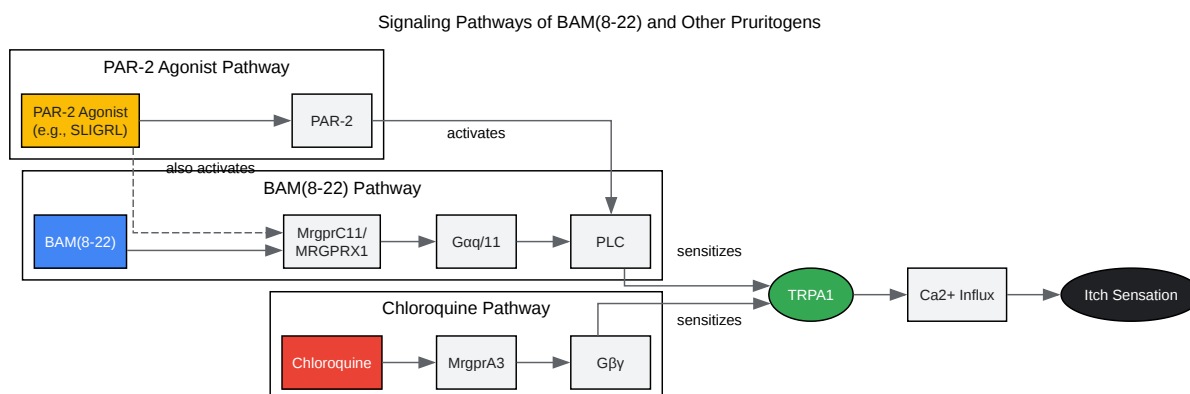 Signaling Pathways of BAM(8-22) and Other Pruritogens
PAR-2 Agonist Pathway
PAR-2 Agonist
(e.g., SLIGRL)
PAR-2
activates
also activates
BAM(8-22) Pathway
BAM(8-22)
MrgprC11/
MRGPRX1
Gαq/11
PLC
sensitizes
TRPA1
Ca2+ Influx
Itch Sensation
sensitizes
Chloroquine Pathway
Chloroquine
MrgprA3
Gβγ